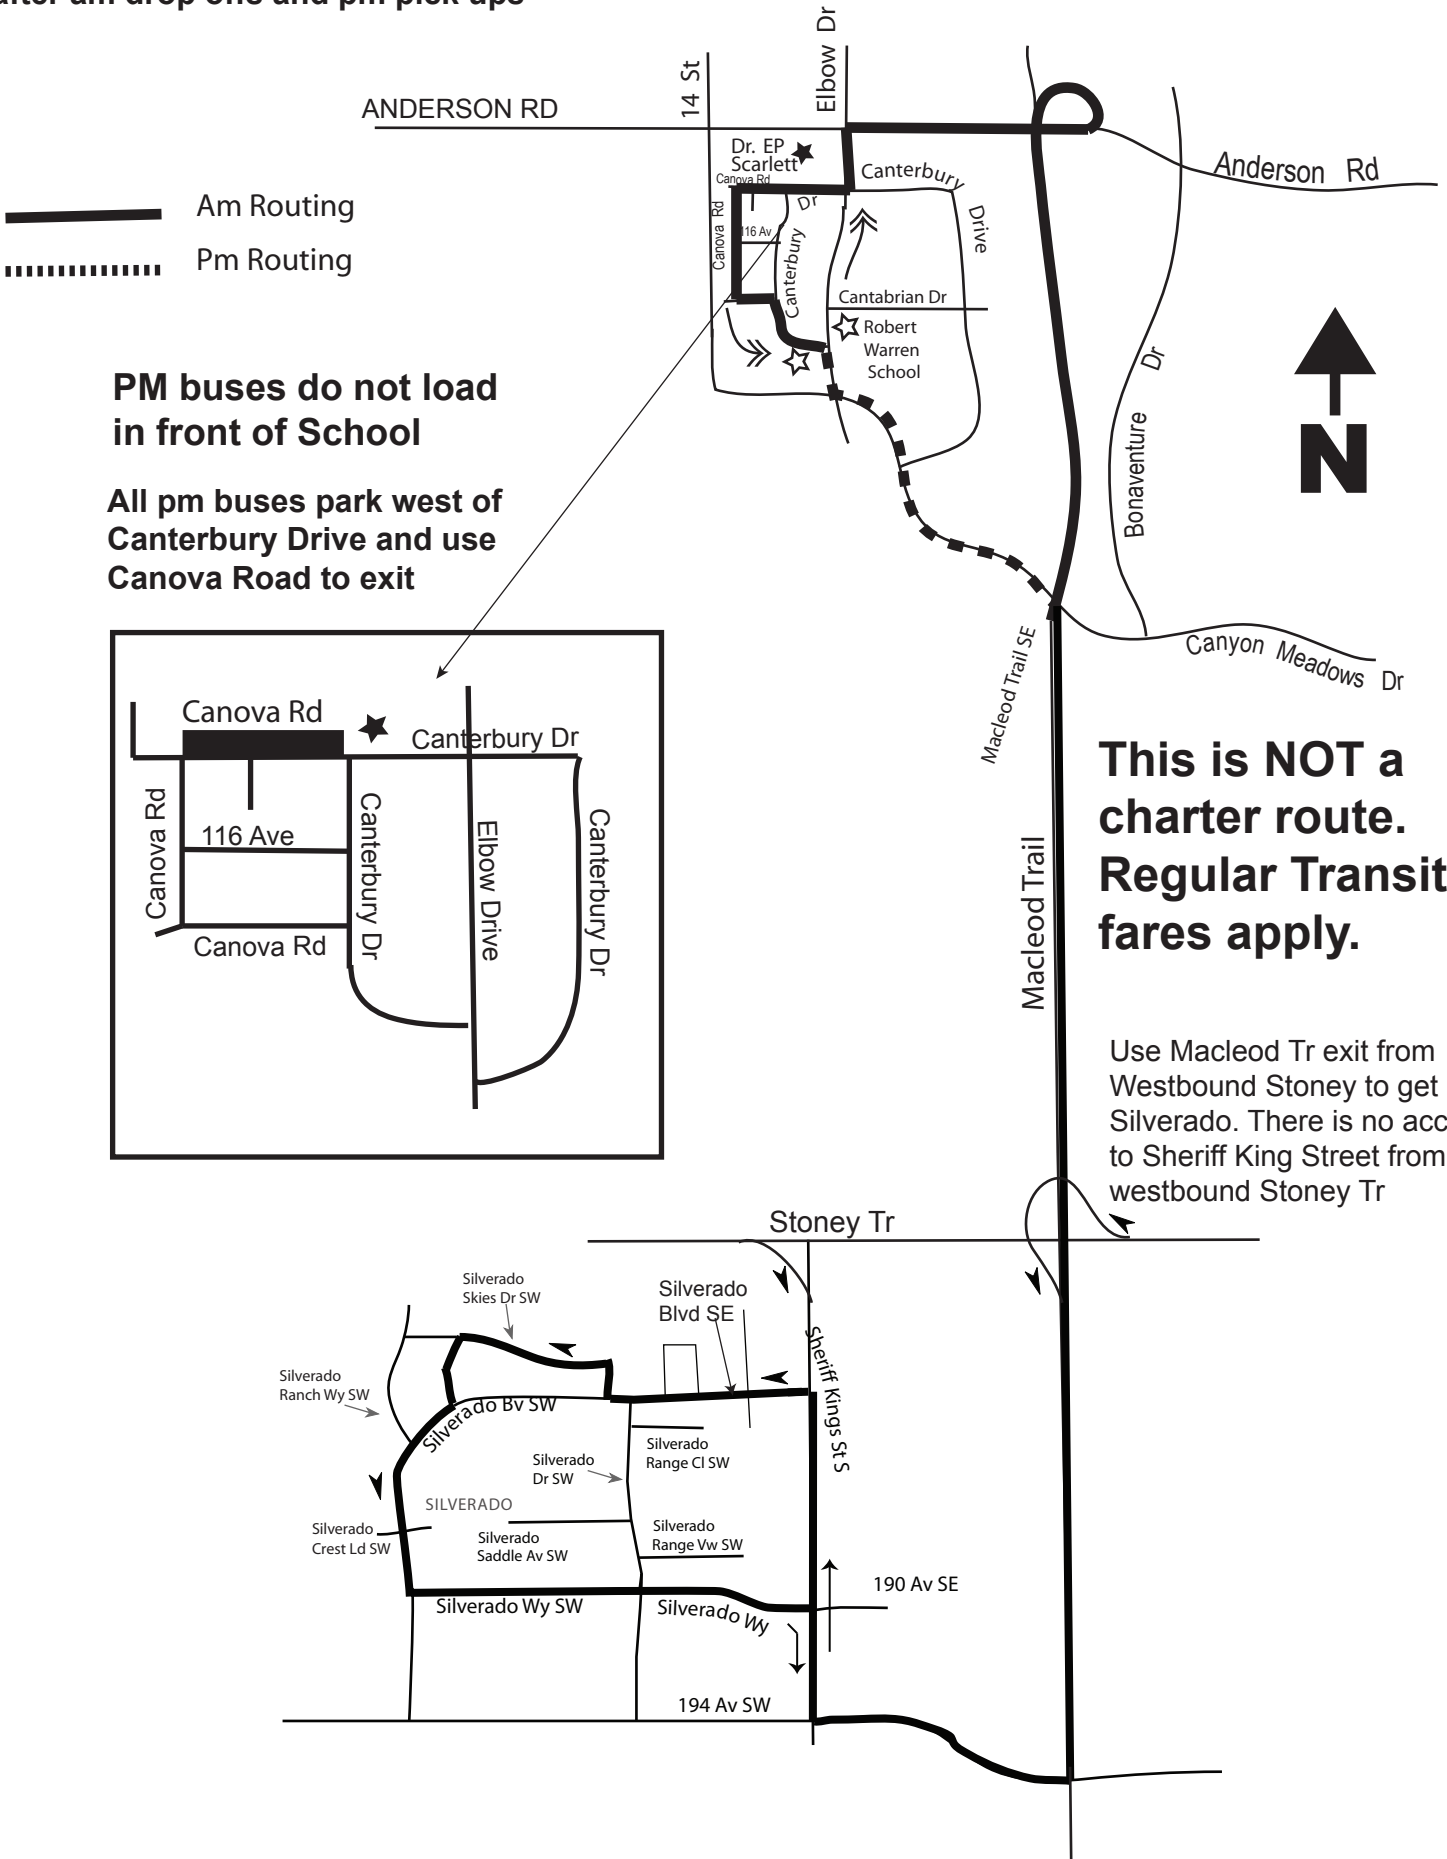 after am drop offs and pm pick ups
Elbow Dr
14 St
ANDERSON RD
Dr. EP
Scarlett
Canova Rd
Canterbury
Dr
Anderson Rd
Am Routing
Pm Routing
Canova Rd
116 Av
Canterbury
Drive
Cantabrian Dr
Robert
Warren
School
Bonaventure Dr
N
PM buses do not load
in front of School
All pm buses park west of
Canterbury Drive and use
Canova Road to exit
Macleod Trail SE
Canyon Meadows Dr
Canova Rd
Canterbury Dr
Canova Rd
116 Ave
Canterbury Dr
Elbow Drive
Canterbury Dr
Canova Rd
This is NOT a
charter route.
Regular Transit
fares apply.
Macleod Trail
Use Macleod Tr exit from
Westbound Stoney to get
Silverado. There is no acc
to Sheriff King Street from
westbound Stoney Tr
Stoney Tr
Silverado
Skies Dr SW
Silverado
Blvd SE
Sheriff Kings St S
Silverado
Ranch Wy SW
Silverado Bv SW
Silverado
Range Cl SW
Silverado
Dr SW
SILVERADO
Silverado
Crest Ld SW
Silverado
Saddle Av SW
Silverado
Range Vw SW
190 Av SE
Silverado Wy SW
Silverado Wy
194 Av SW